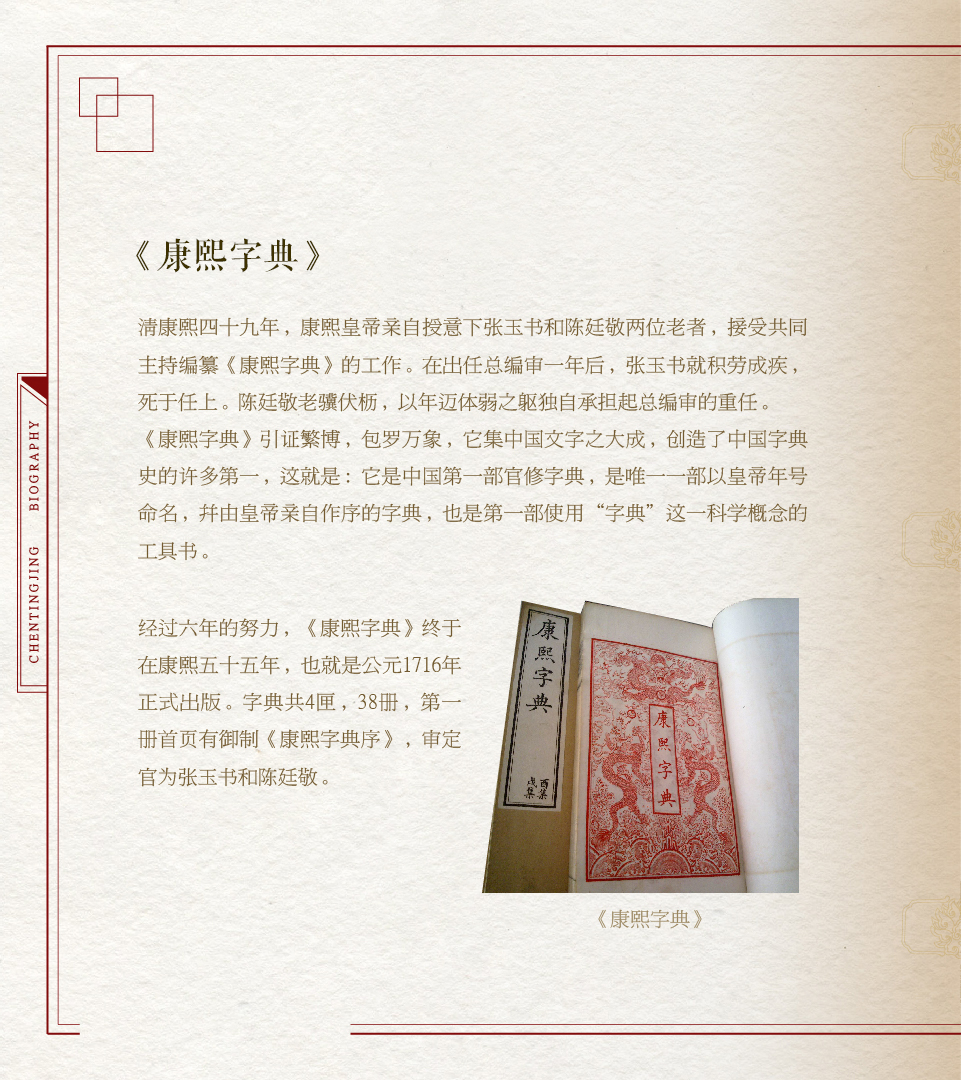 《康熙字典》
清康熙四十九年，康熙皇帝亲自授意下张玉书和陈廷敬两位老者，接受共同
主持编纂《康熙字典》的工作。在出任总编审一年后，张玉书就积劳成疾，
死于任上。陈廷敬老骥伏枥，以年迈体弱之躯独自承担起总编审的重任。
《康熙字典》引证繁博，包罗万象，它集中国文字之大成，创造了中国字典
史的许多第一，这就是：它是中国第一部官修字典，是唯一一部以皇帝年号
命名，并由皇帝亲自作序的字典，也是第一部使用“字典”这一科学概念的
工具书。
经过六年的努力，《康熙字典》终于
在康熙五十五年，也就是公元1716年
正式出版。字典共4匣，38册，第一
册首页有御制《康熙字典序》，审定
官为张玉书和陈廷敬。
康熙字典
酉集
戌集
康熙字典
《康熙字典》
BIOGRAPHY
CHENTINGJING